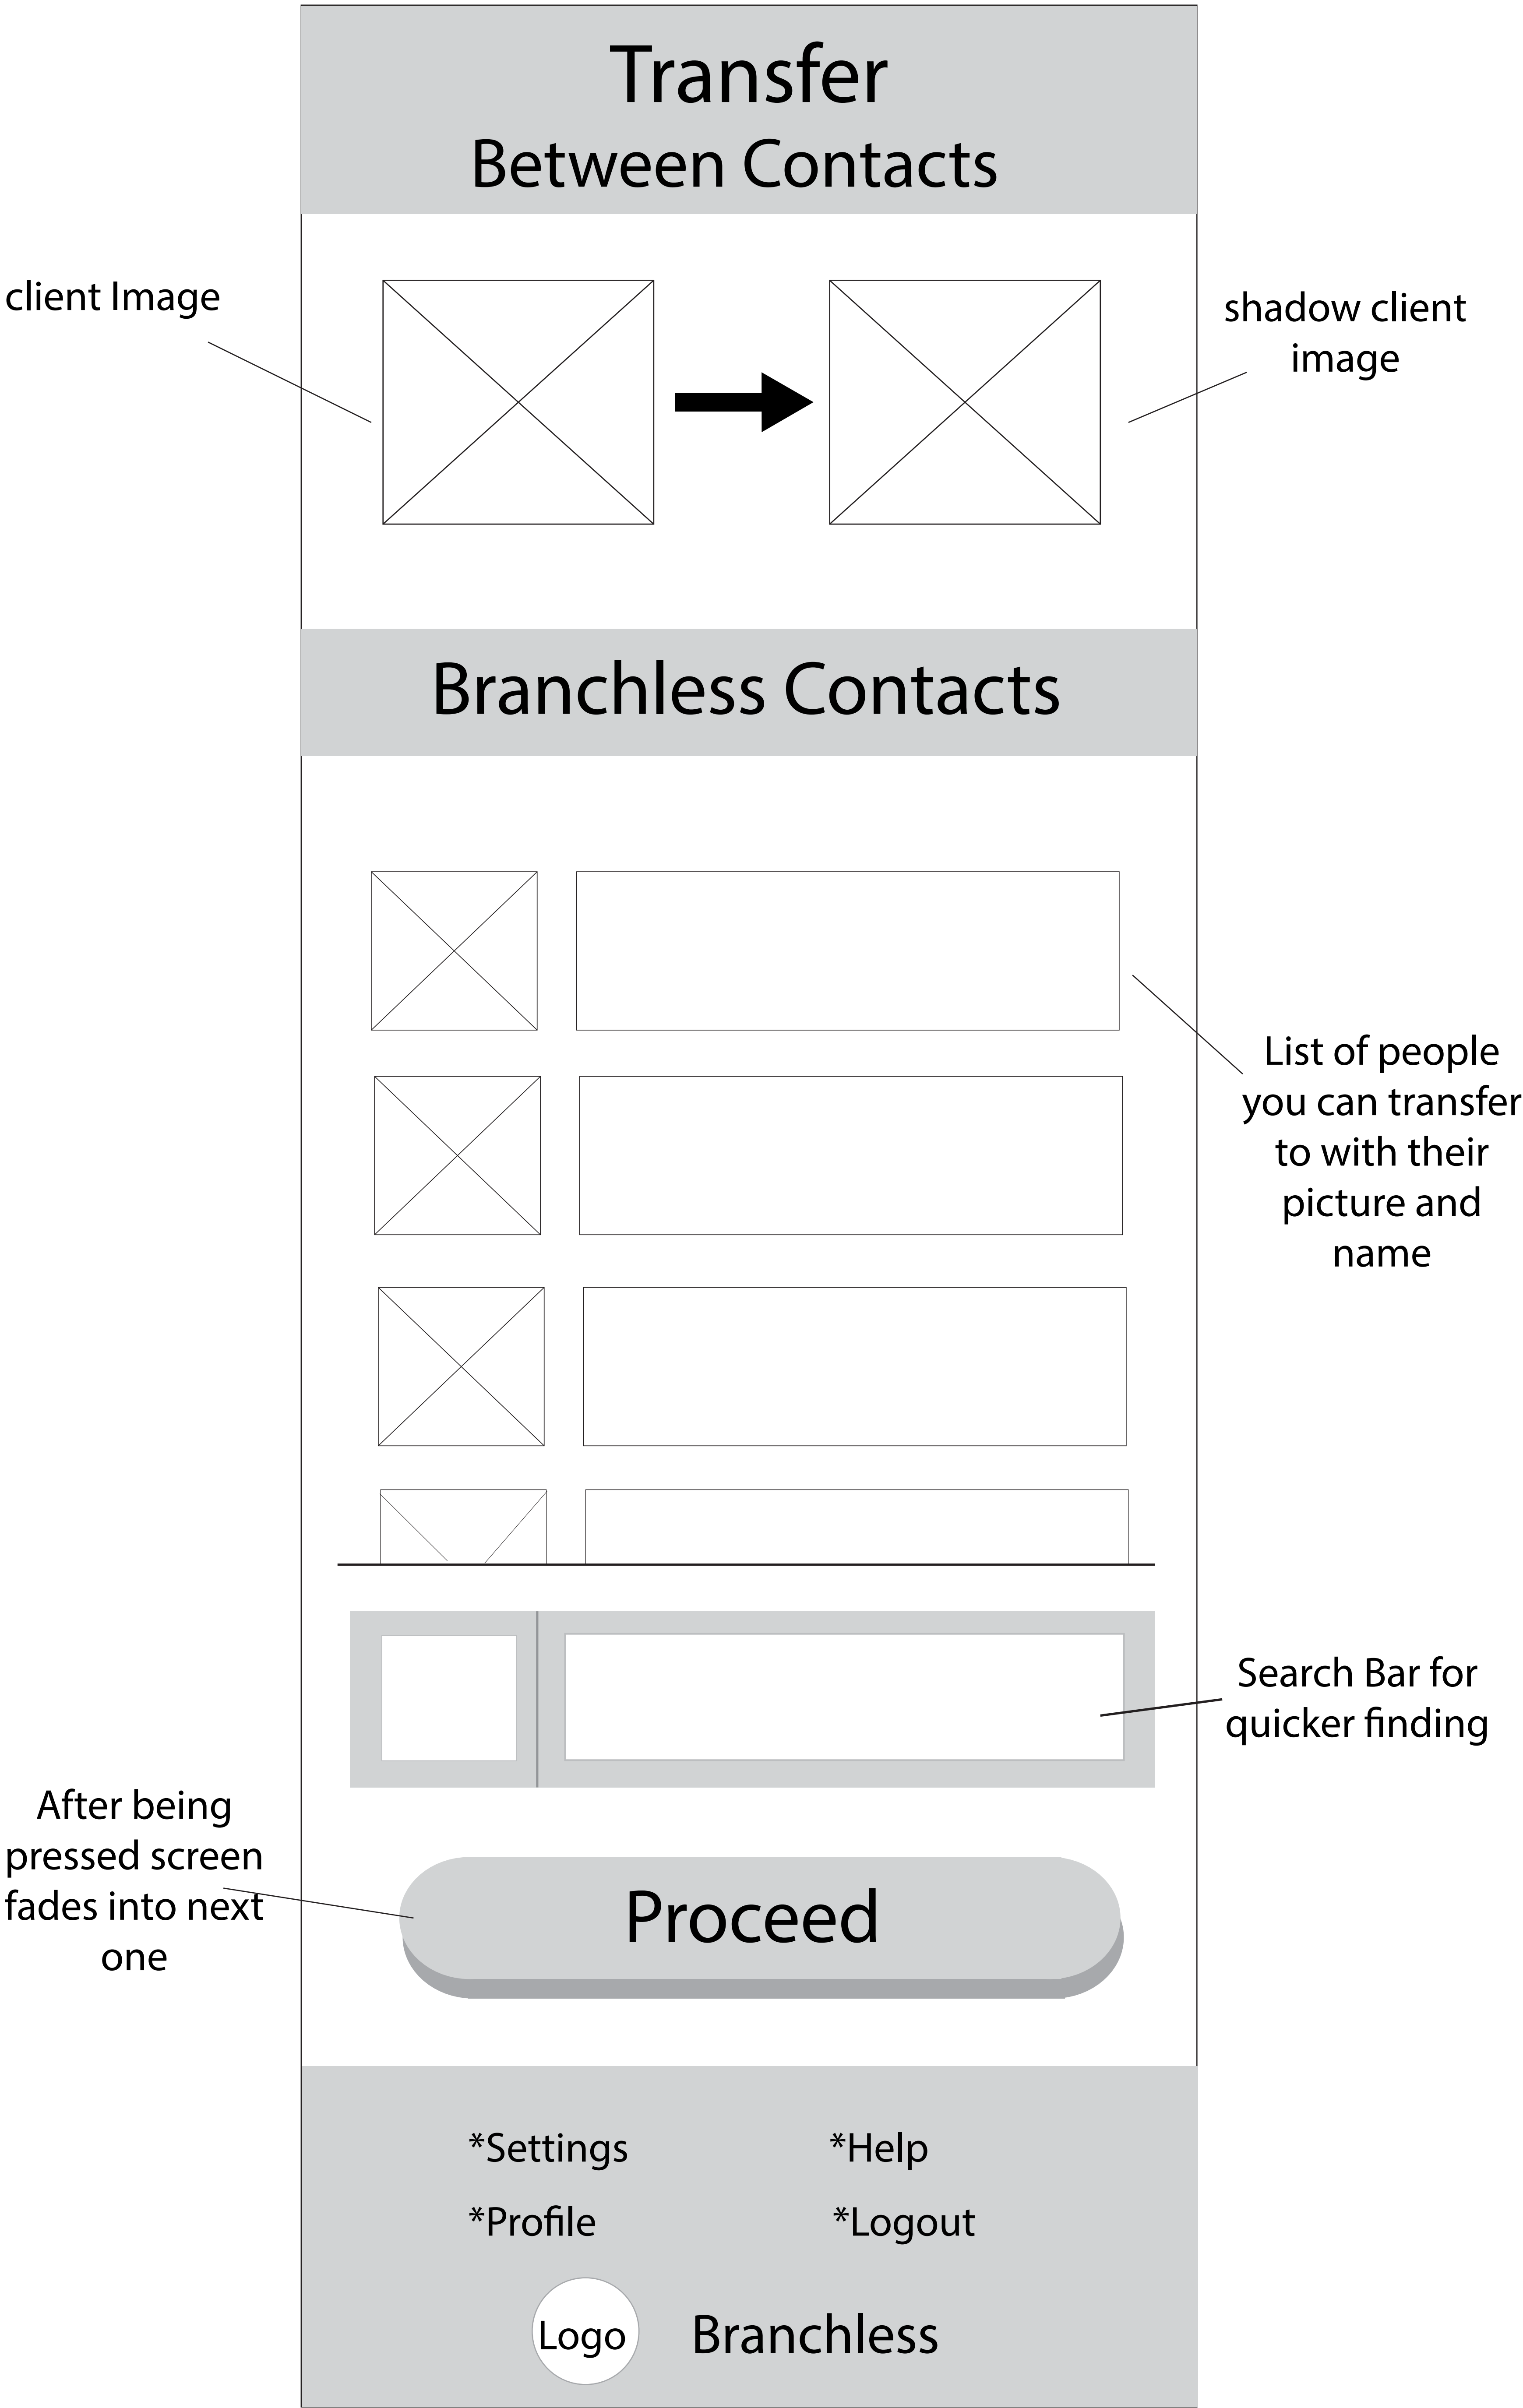 Transfer
Between Contacts
client Image
shadow client
image
Branchless Contacts
List of people
you can transfer
to with their
picture and
name
Search Bar for
quicker finding
After being
pressed screen
fades into next
one
Proceed
*Settings
*Help
*Profile
*Logout
Logo
Branchless